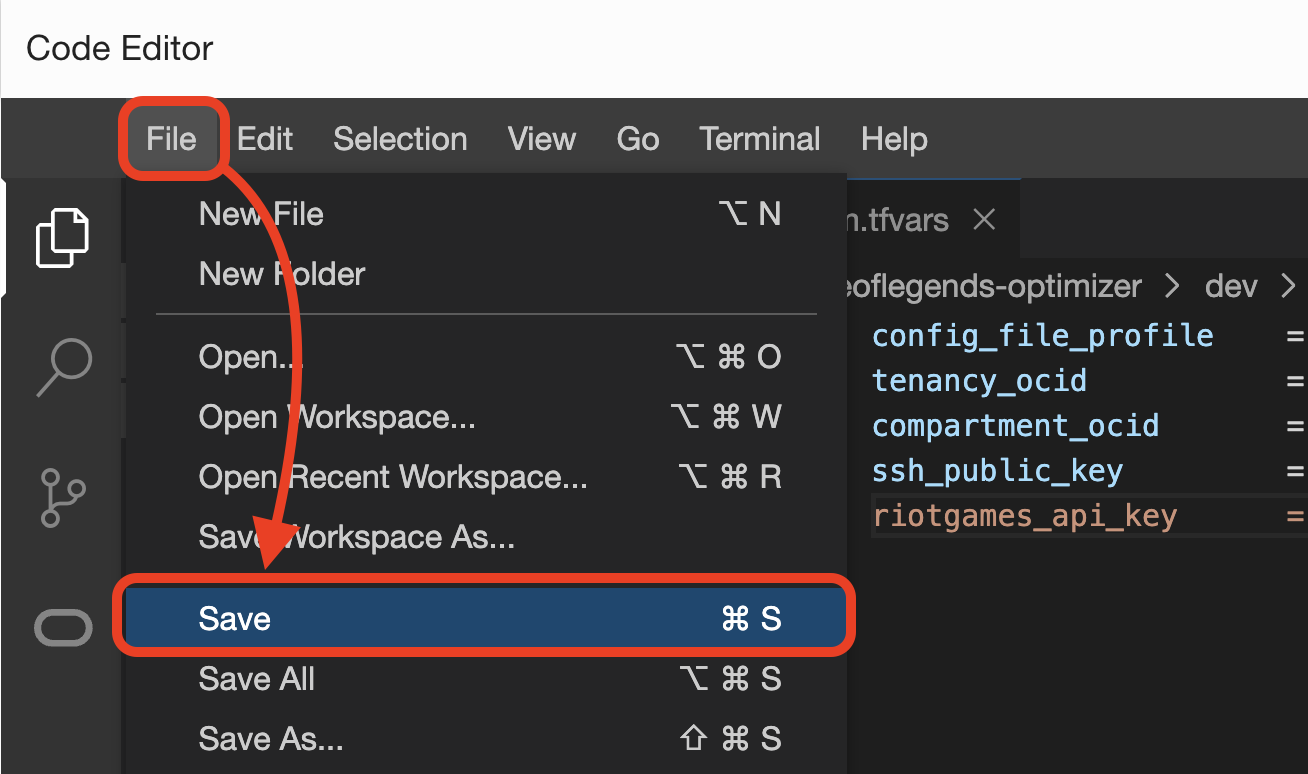 Code Editor
File Edit Selection View Go Terminal Help
New File ⌥ N
New Folder
Open... ⌥ ⌘ O
Open Workspace... ⌥ ⌘ W
Open Recent Workspace... ⌥ ⌘ R
Save Workspace As...
Save ⌘ S
Save All ⌥ ⌘ S
Save As... ⇧ ⌘ S
m.tfvars
eoflegends-optimizer > dev >
config_file_profile =
tenancy_ocid =
compartment_ocid =
ssh_public_key =
riotgames_api_key =